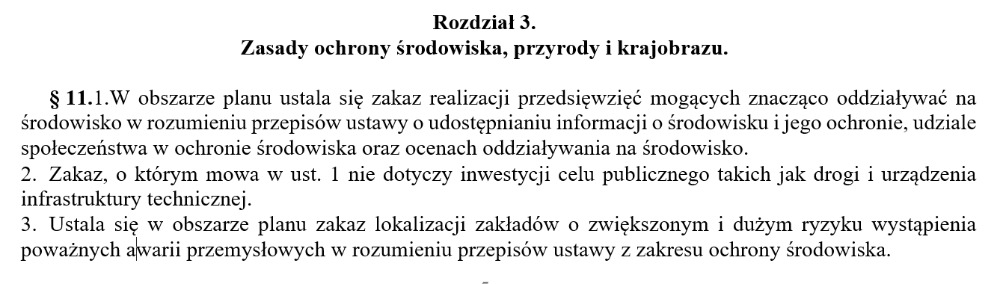 Rozdział 3.
Zasady ochrony środowiska, przyrody i krajobrazu.
§ 11.1.W obszarze planu ustala się zakaz realizacji przedsięwzięć mogących znacząco oddziaływać na
środowisko w rozumieniu przepisów ustawy o udostępnianiu informacji o środowisku i jego ochronie, udziale
społeczeństwa w ochronie środowiska oraz ocenach oddziaływania na środowisko.
2. Zakaz, o którym mowa w ust. 1 nie dotyczy inwestycji celu publicznego takich jak drogi i urządzenia
infrastruktury technicznej.
3. Ustala się w obszarze planu zakaz lokalizacji zakładów o zwiększonym i dużym ryzyku wystąpienia
poważnych awarii przemysłowych w rozumieniu przepisów ustawy z zakresu ochrony środowiska.